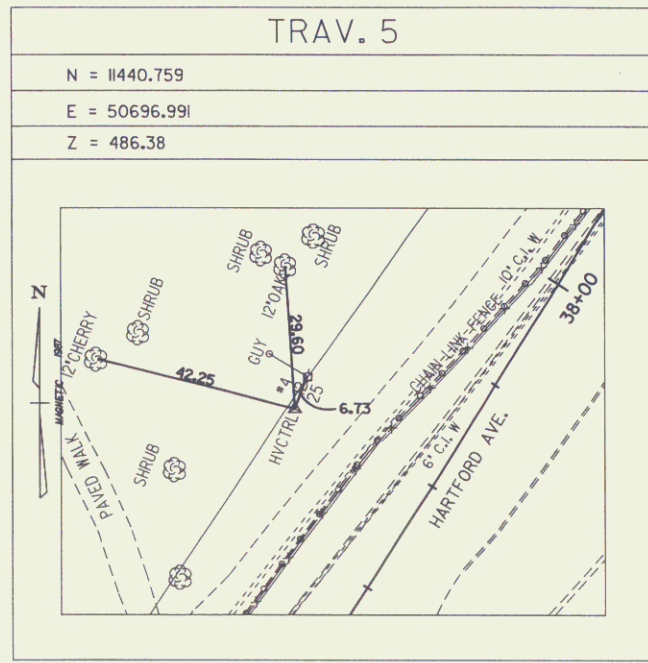 TRAV. 5
N = 11440.759
E = 50696.991
Z = 486.38
SHRUB
SHRUB
12" OAK
SHRUB
12" CHERRY
N
MAGNETIC 1987
42.25
29.60
GUY
#4
25
6.73
HVCTRL
CHAIN-LINK-FENCE
10" C.I. W
38+00
6" C.I. W
HARTFORD AVE.
SHRUB
PAVED WALK